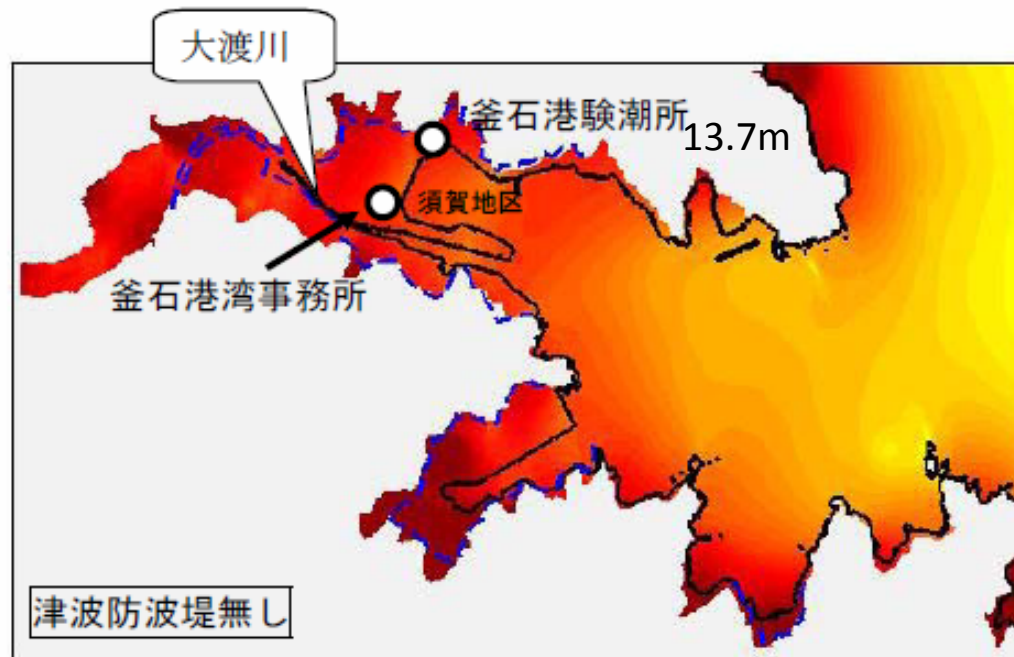 大渡川
釜石港験潮所
13.7m
須賀地区
釜石港湾事務所
津波防波堤無し